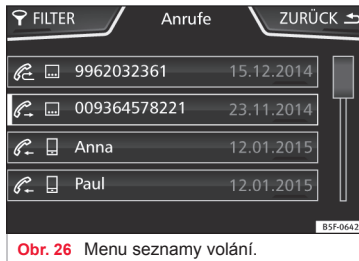 FILTER Anrufe ZURÜCK
9962032361 15.12.2014
009364578221 23.11.2014
Anna 12.01.2015
Paul 12.01.2015
B5F-0642
Obr. 26 Menu seznamy volání.